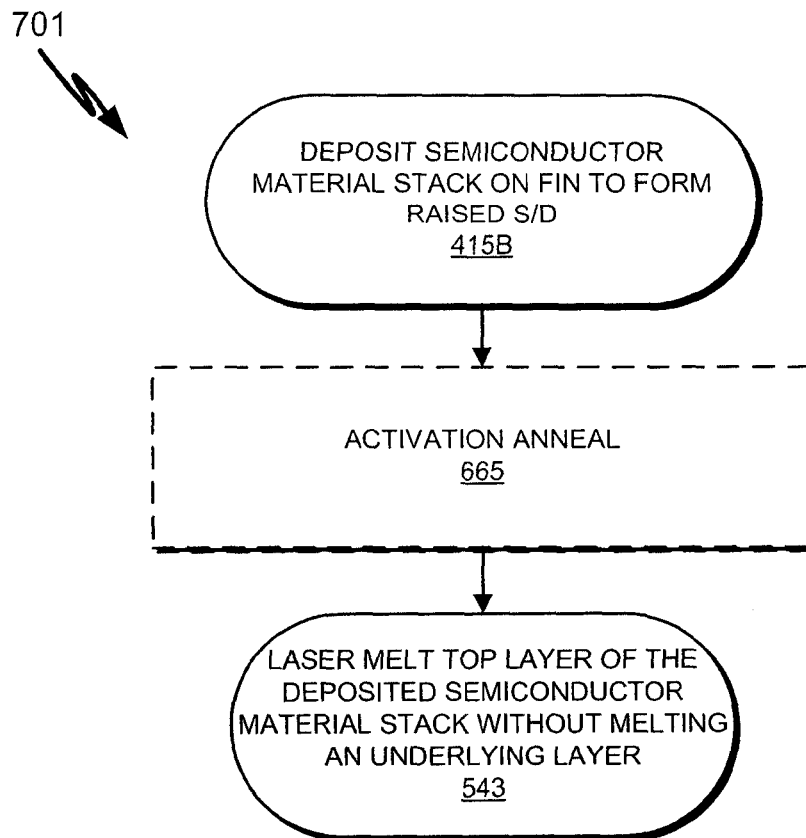 701
DEPOSIT SEMICONDUCTOR
MATERIAL STACK ON FIN TO FORM
RAISED S/D
415B
ACTIVATION ANNEAL
665
LASER MELT TOP LAYER OF THE
DEPOSITED SEMICONDUCTOR
MATERIAL STACK WITHOUT MELTING
AN UNDERLYING LAYER
543